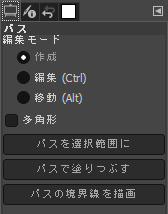 パス
編集モード
作成
編集 (Ctrl)
移動 (Alt)
多角形
パスを選択範囲に
パスで塗りつぶす
パスの境界線を描画